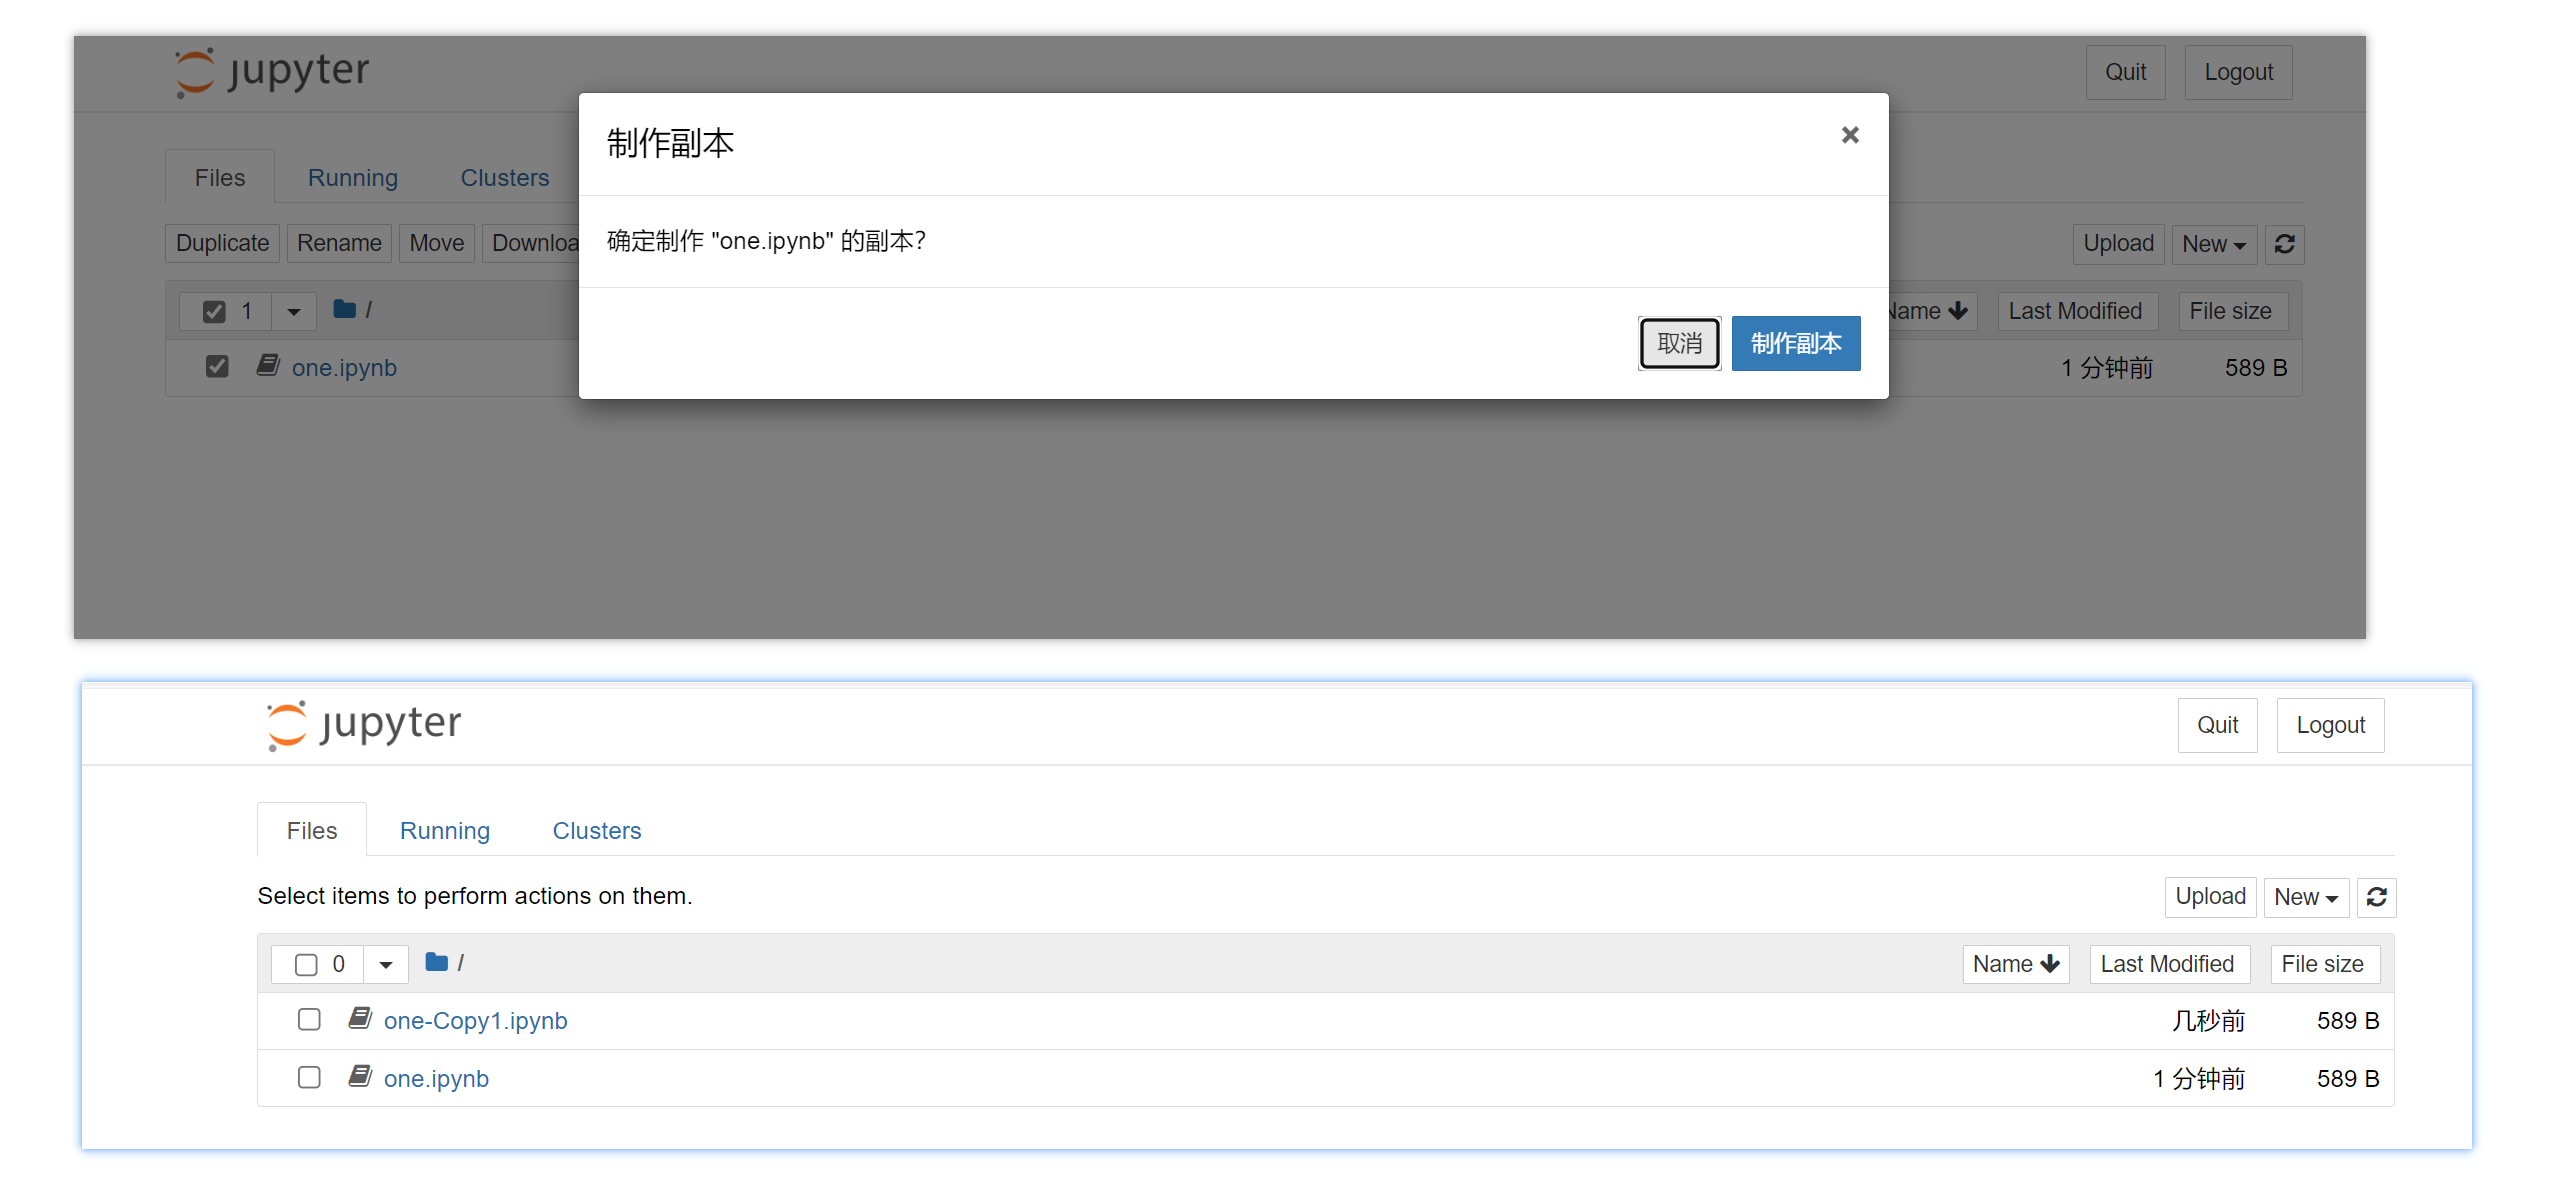 jupyter
Quit Logout
制作副本
×
Files Running Clusters
确定制作 "one.ipynb" 的副本?
Duplicate Rename Move Downloa
Upload New
取消 制作副本
1 /
Name Last Modified File size
one.ipynb 1 分钟前 589 B
jupyter
Quit Logout
Files Running Clusters
Select items to perform actions on them.
Upload New
0 /
Name Last Modified File size
one-Copy1.ipynb 几秒前 589 B
one.ipynb 1 分钟前 589 B